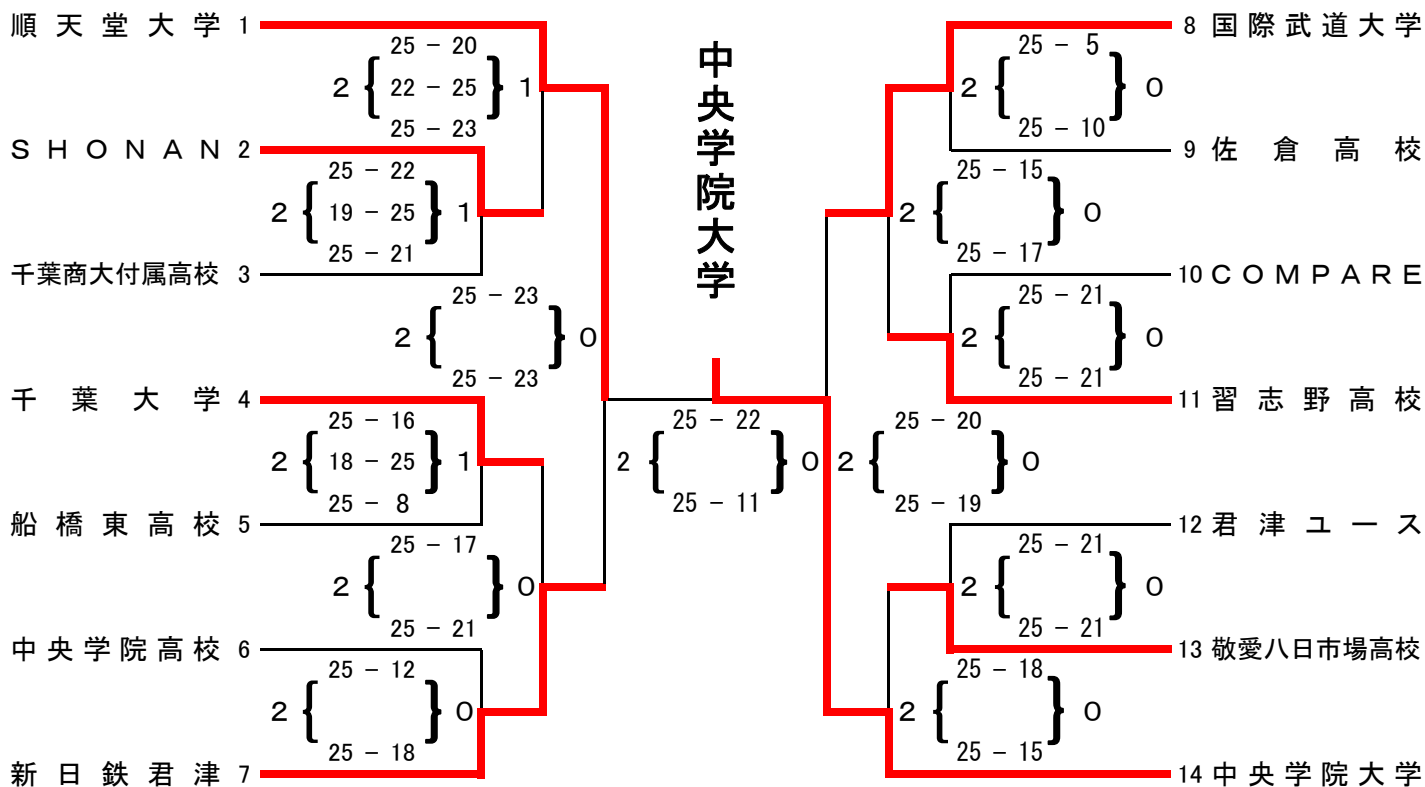 順天堂大学 1
25 − 20
2 { 22 − 25 } 1
25 − 23
SHONAN 2
25 − 22
2 { 19 − 25 } 1
25 − 21
千葉商大付属高校 3
25 − 23
2 { } 0
25 − 23
千葉大学 4
25 − 16
2 { 18 − 25 } 1
25 − 8
船橋東高校 5
25 − 17
2 { } 0
25 − 21
中央学院高校 6
25 − 12
2 { } 0
25 − 18
新日鉄君津 7
中央学院大学
25 − 22
2 { } 0
25 − 11
8 国際武道大学
25 − 5
2 { } 0
25 − 10
9 佐倉高校
25 − 15
2 { } 0
25 − 17
10 COMPARE
25 − 21
2 { } 0
25 − 21
11 習志野高校
25 − 20
2 { } 0
25 − 19
12 君津ユース
25 − 21
2 { } 0
25 − 21
13 敬愛八日市場高校
25 − 18
2 { } 0
25 − 15
14 中央学院大学